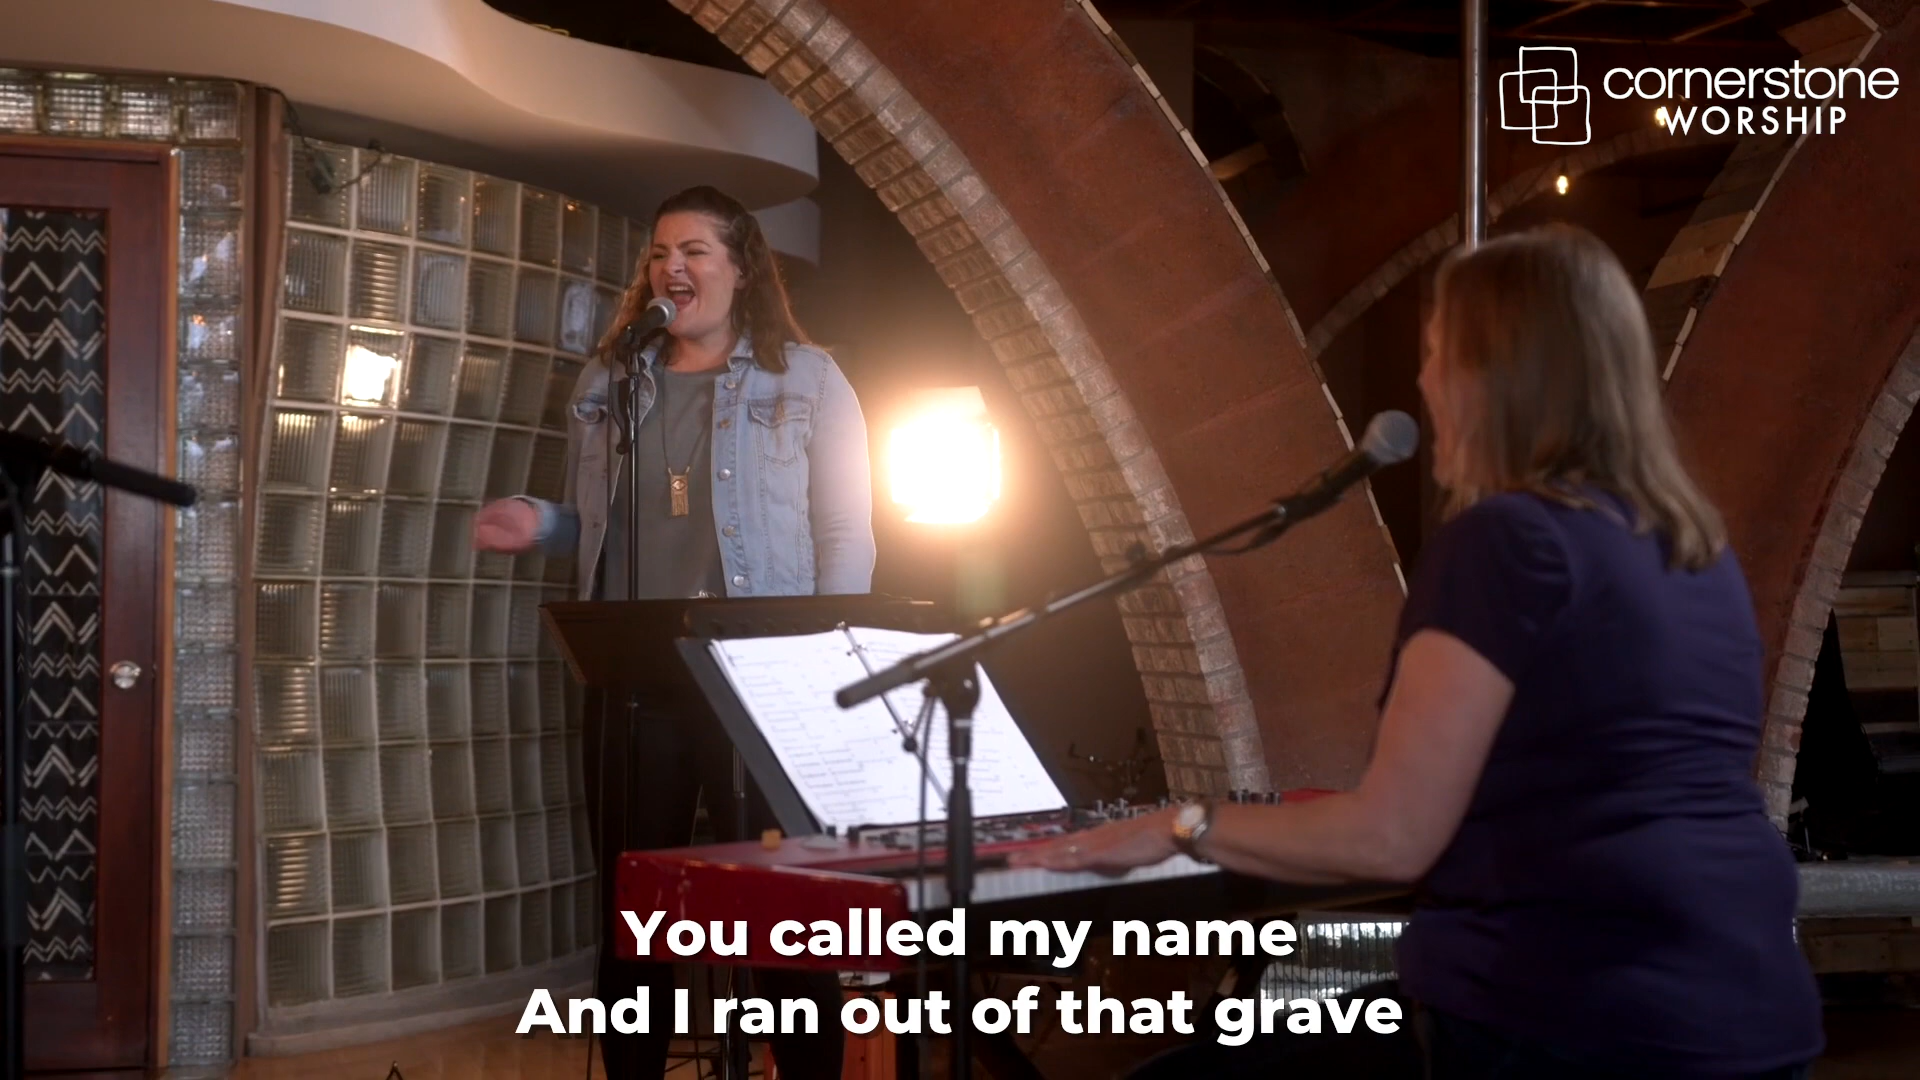 cornerstone
WORSHIP
You called my name
And I ran out of that grave